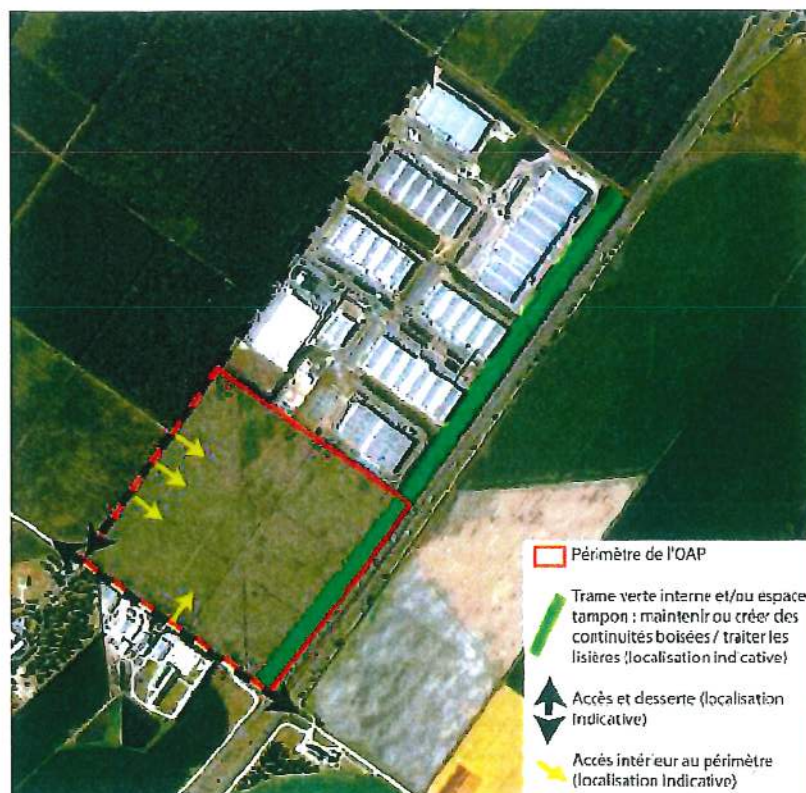 Périmètre de l'OAP
Trame verte interne et/ou espace
tampon : maintenir ou créer des
continuités boisées / traiter les
lisières (localisation indicative)
Accès et desserte (localisation
indicative)
Accès intérieur au périmètre
(localisation indicative)